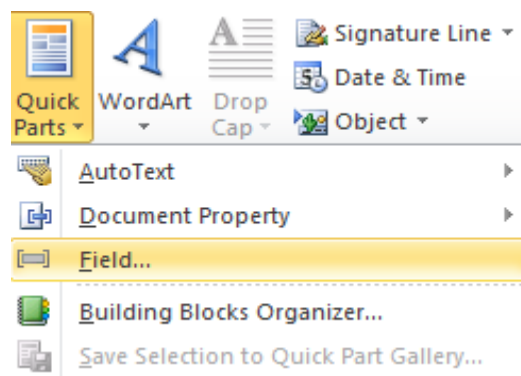 Signature Line
Date & Time
Quick Parts
WordArt
Drop Cap
Object
AutoText
Document Property
Field...
Building Blocks Organizer...
Save Selection to Quick Part Gallery...